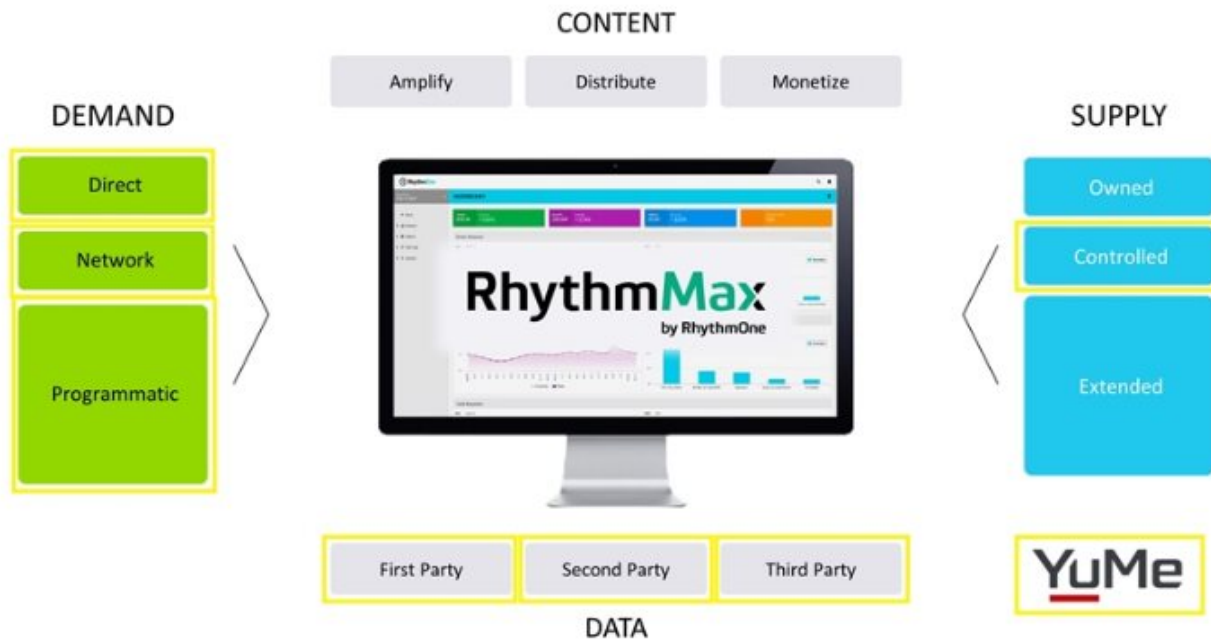 CONTENT
Amplify
Distribute
Monetize
DEMAND
SUPPLY
Direct
Network
Programmatic
Owned
Controlled
Extended
RhythmMax
by RhythmOne
First Party
Second Party
Third Party
DATA
YuMe